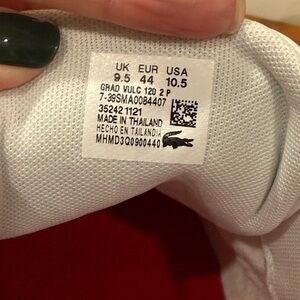 UK EUR USA
9.5 44 10.5
GRAD VULC 120 2 P
7-39SMA0084407
35242 1121
MADE IN THAILAND
HECHO EN TAILANDIA
MHMD3Q0900440